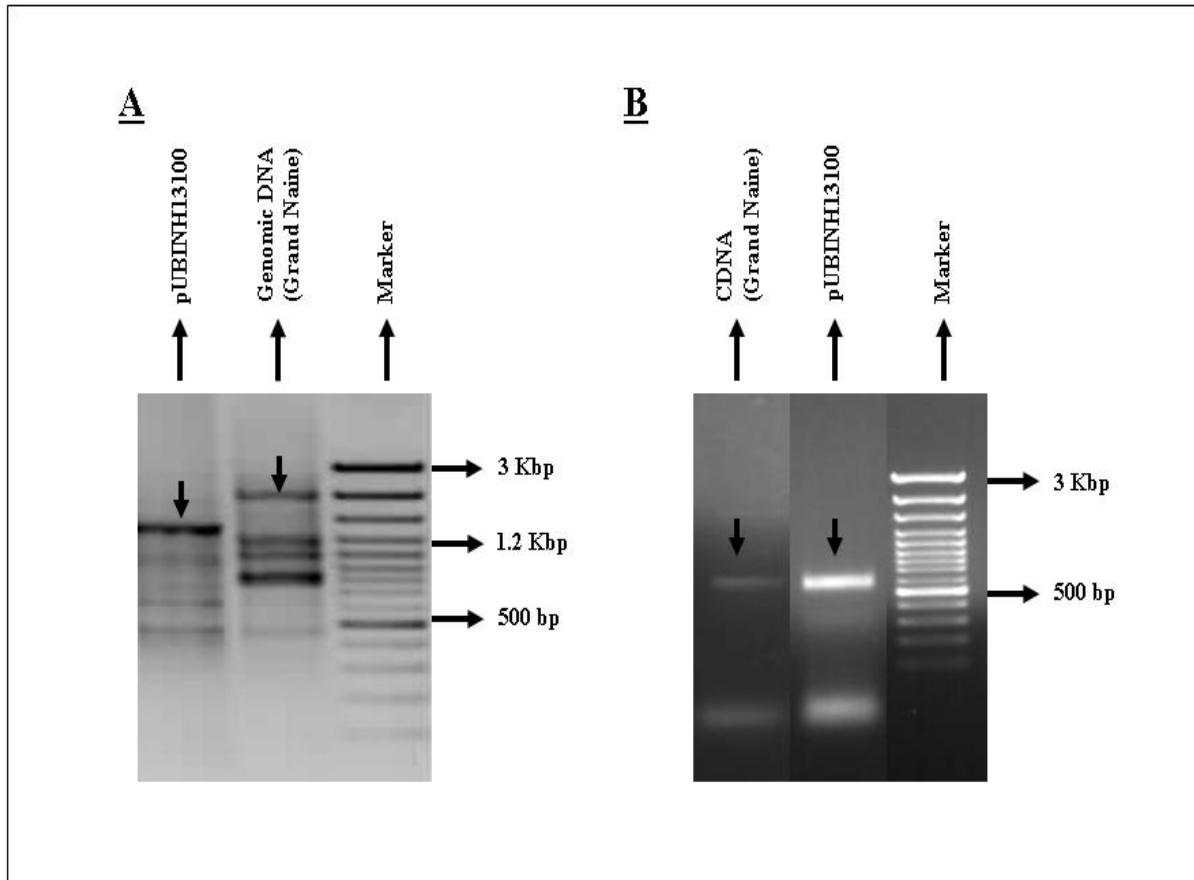 A
pUBINH13100
Genomic DNA
(Grand Naine)
Marker
3 Kbp
1.2 Kbp
500 bp
B
CDNA
(Grand Naine)
pUBINH13100
Marker
3 Kbp
500 bp